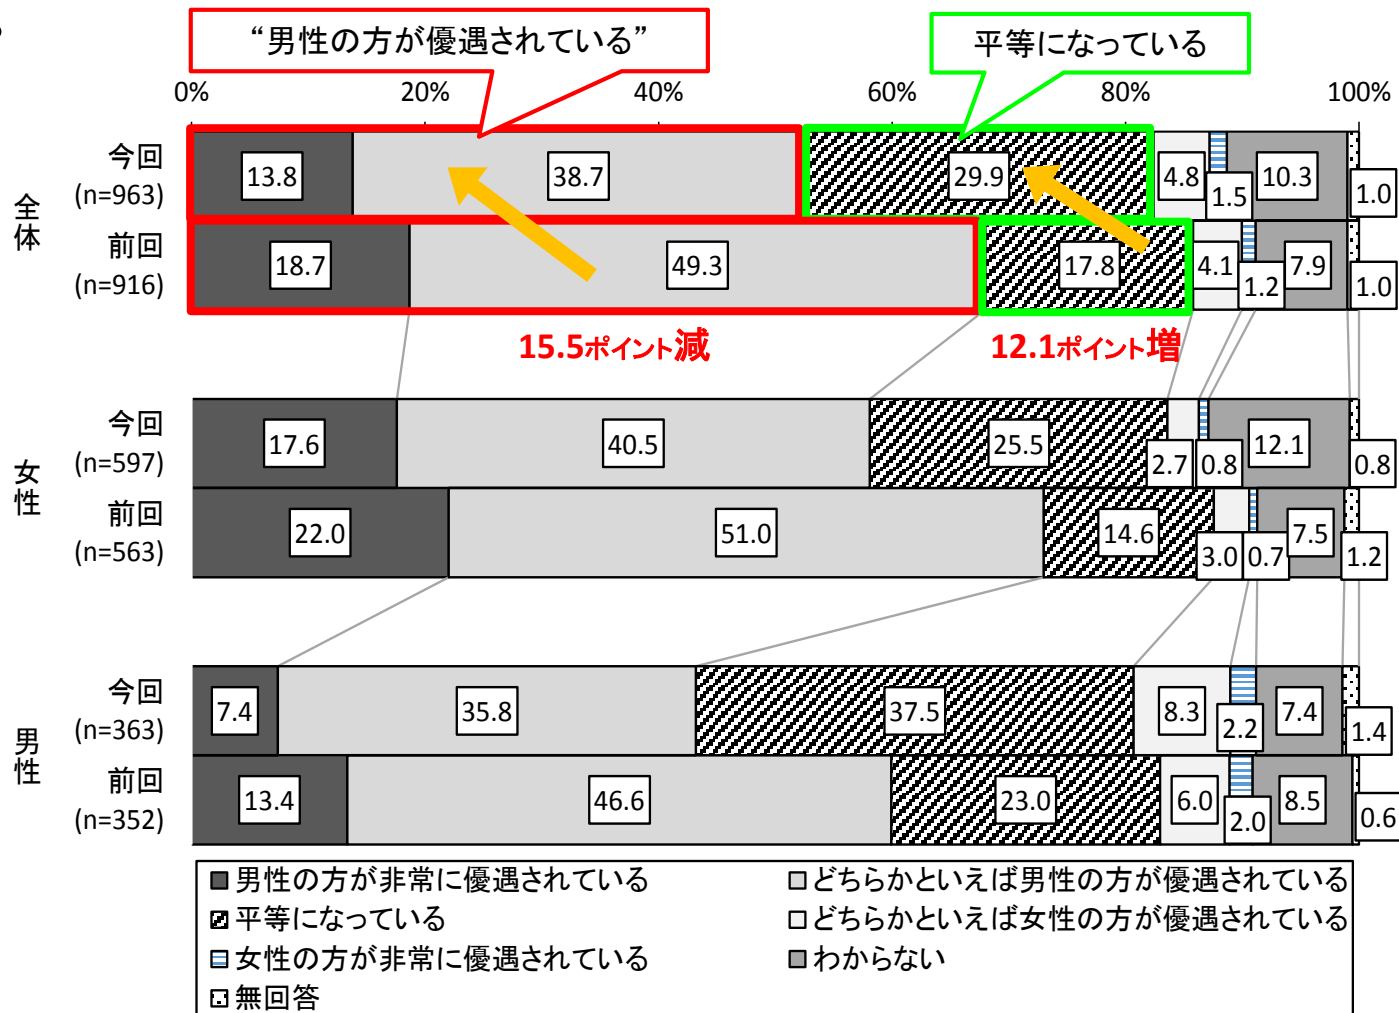 “男性の方が優遇されている”
平等になっている
0% 20% 40% 60% 80% 100%
全体
今回
(n=963)
13.8 38.7 29.9 4.8 1.5 10.3 1.0
前回
(n=916)
18.7 49.3 17.8 4.1 1.2 7.9 1.0
15.5ポイント減 12.1ポイント増
女性
今回
(n=597)
17.6 40.5 25.5 2.7 0.8 12.1 0.8
前回
(n=563)
22.0 51.0 14.6 3.0 0.7 7.5 1.2
男性
今回
(n=363)
7.4 35.8 37.5 8.3 2.2 7.4 1.4
前回
(n=352)
13.4 46.6 23.0 6.0 2.0 8.5 0.6
男性の方が非常に優遇されている どちらかといえば男性の方が優遇されている
平等になっている どちらかといえば女性の方が優遇されている
女性の方が非常に優遇されている わからない
無回答